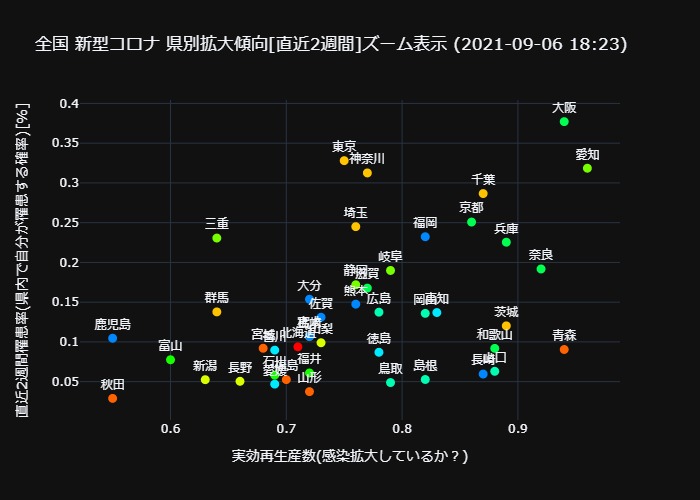 全国 新型コロナ 県別拡大傾向[直近2週間]ズーム表示 (2021-09-06 18:23)
直近2週間罹患率(県内で自分が罹患する確率)[%]
0.4
0.35
0.3
0.25
0.2
0.15
0.1
0.05
大阪
愛知
東京
神奈川
千葉
京都
埼玉
福岡
三重
兵庫
岐阜
奈良
静岡
滋賀
大分
熊本
群馬
佐賀
広島
岡山
高知
鹿児島
茨城
宮城
香川
北海道
山梨
徳島
和歌山
青森
富山
石川
福井
長崎
山口
新潟
長野
愛媛
福島
山形
鳥取
島根
秋田
0.6
0.7
0.8
0.9
実効再生産数(感染拡大しているか？)